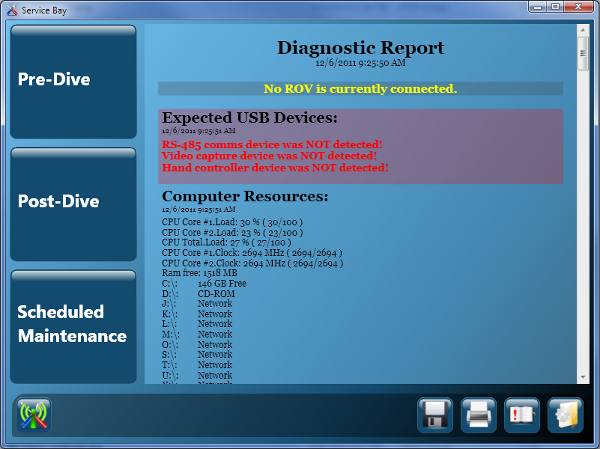 Service Bay
Pre-Dive
Post-Dive
Scheduled
Maintenance
Diagnostic Report
12/6/2011 9:25:50 AM
No ROV is currently connected.
Expected USB Devices:
12/6/2011 9:25:51 AM
RS-485 comms device was NOT detected!
Video capture device was NOT detected!
Hand controller device was NOT detected!
Computer Resources:
12/6/2011 9:25:51 AM
CPU Core #1.Load: 30 % ( 30/100 )
CPU Core #2.Load: 23 % ( 23/100 )
CPU Total.Load: 27 % ( 27/100 )
CPU Core #1.Clock: 2694 MHz ( 2694/2694 )
CPU Core #2.Clock: 2694 MHz ( 2694/2694 )
Ram free: 1518 MB
C:\: 146 GB Free
D:\: CD-ROM
J:\: Network
K:\: Network
L:\: Network
M:\: Network
O:\: Network
S:\: Network
T:\: Network
U:\: Network